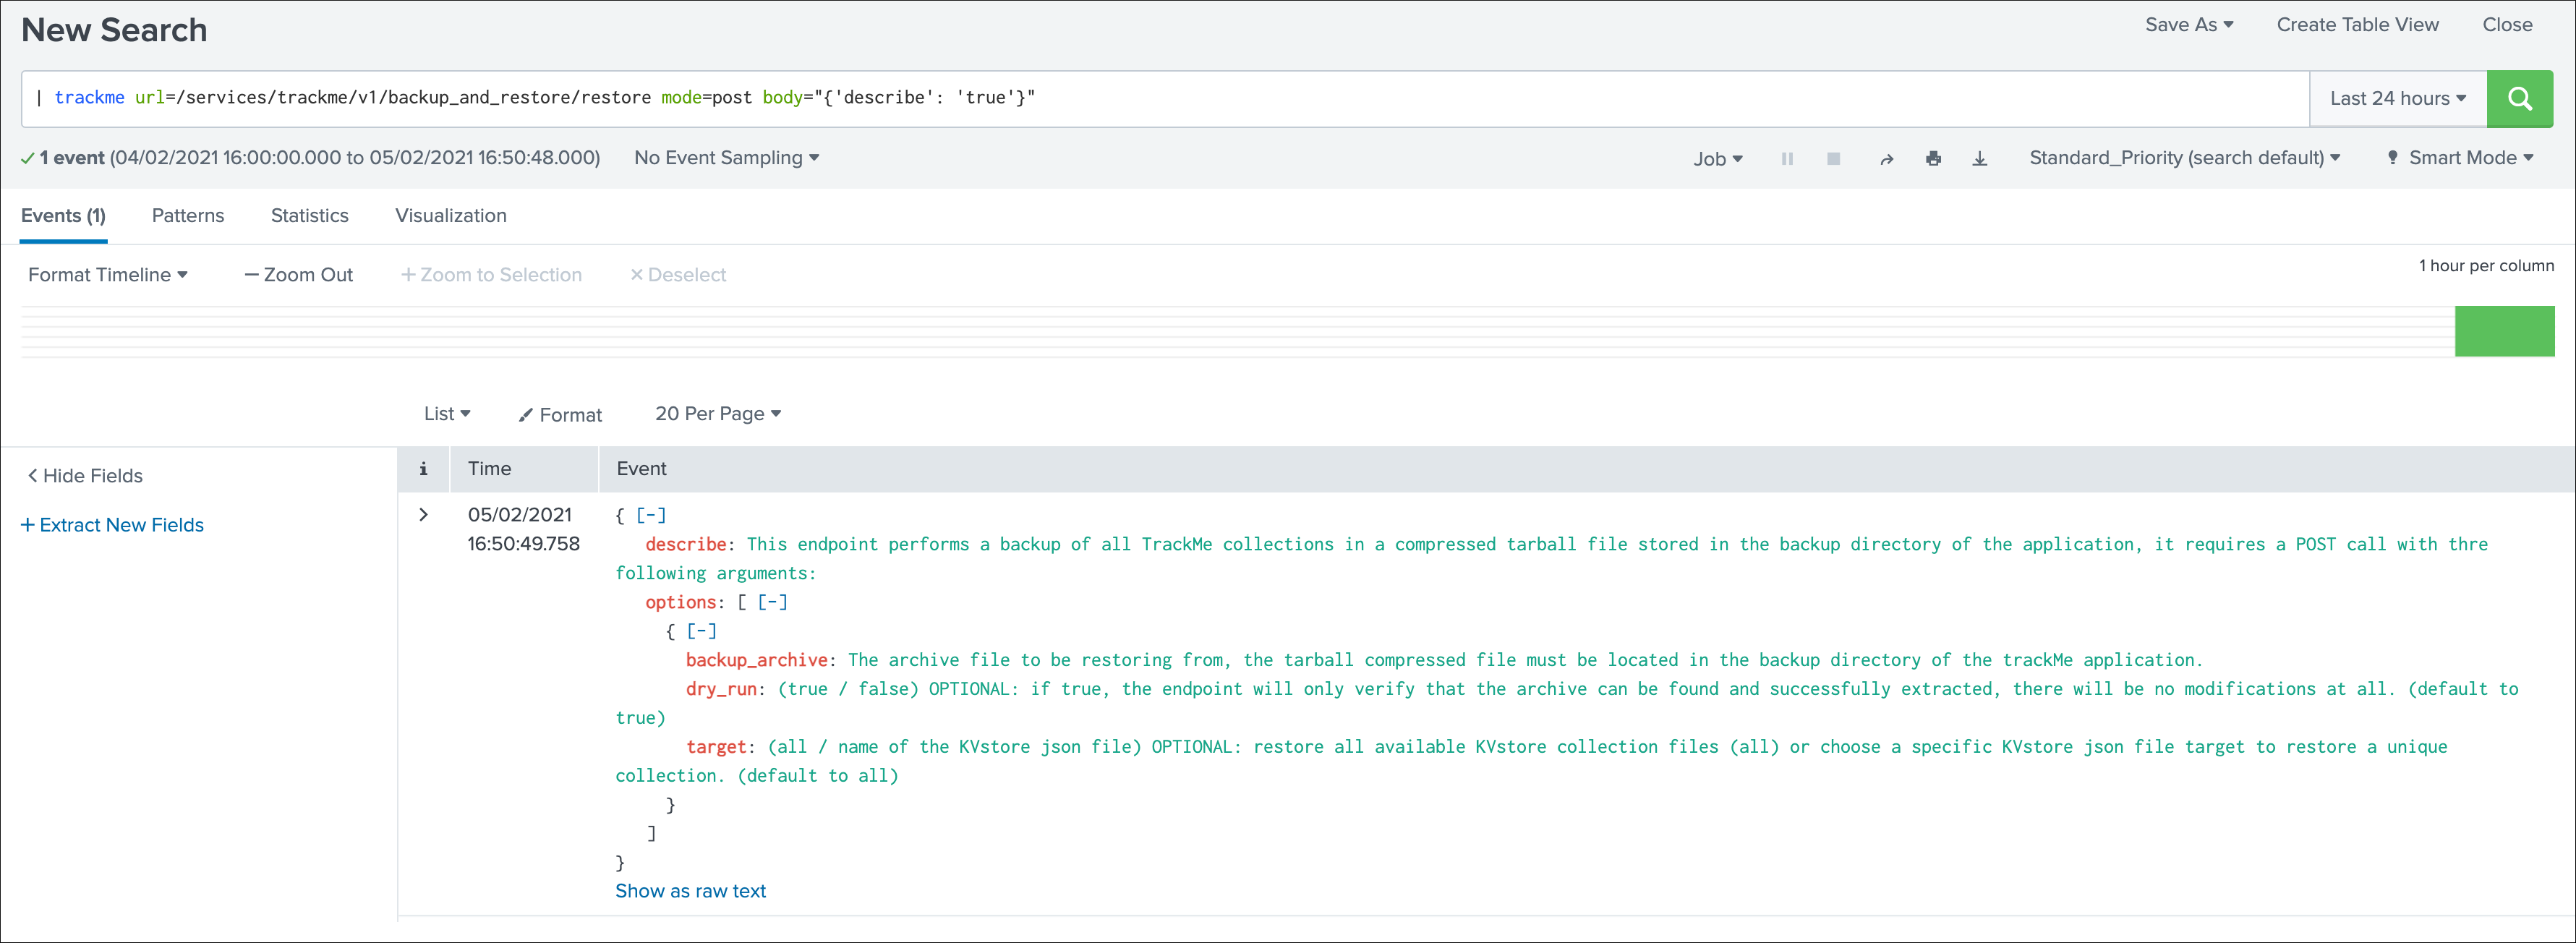 New Search
Save As
Create Table View
Close
| trackme url=/services/trackme/v1/backup_and_restore/restore mode=post body="{'describe': 'true'}"
Last 24 hours
1 event (04/02/2021 16:00:00.000 to 05/02/2021 16:50:48.000)
No Event Sampling
Job
Standard_Priority (search default)
Smart Mode
Events (1)
Patterns
Statistics
Visualization
Format Timeline
— Zoom Out
+ Zoom to Selection
× Deselect
1 hour per column
List
Format
20 Per Page
< Hide Fields
+ Extract New Fields
i
Time
Event
>
05/02/2021
16:50:49.758
{ [-]
describe: This endpoint performs a backup of all TrackMe collections in a compressed tarball file stored in the backup directory of the application, it requires a POST call with thre
following arguments:
options: [ [-]
{ [-]
backup_archive: The archive file to be restoring from, the tarball compressed file must be located in the backup directory of the trackMe application.
dry_run: (true / false) OPTIONAL: if true, the endpoint will only verify that the archive can be found and successfully extracted, there will be no modifications at all. (default to
true)
target: (all / name of the KVstore json file) OPTIONAL: restore all available KVstore collection files (all) or choose a specific KVstore json file target to restore a unique
collection. (default to all)
}
]
}
Show as raw text